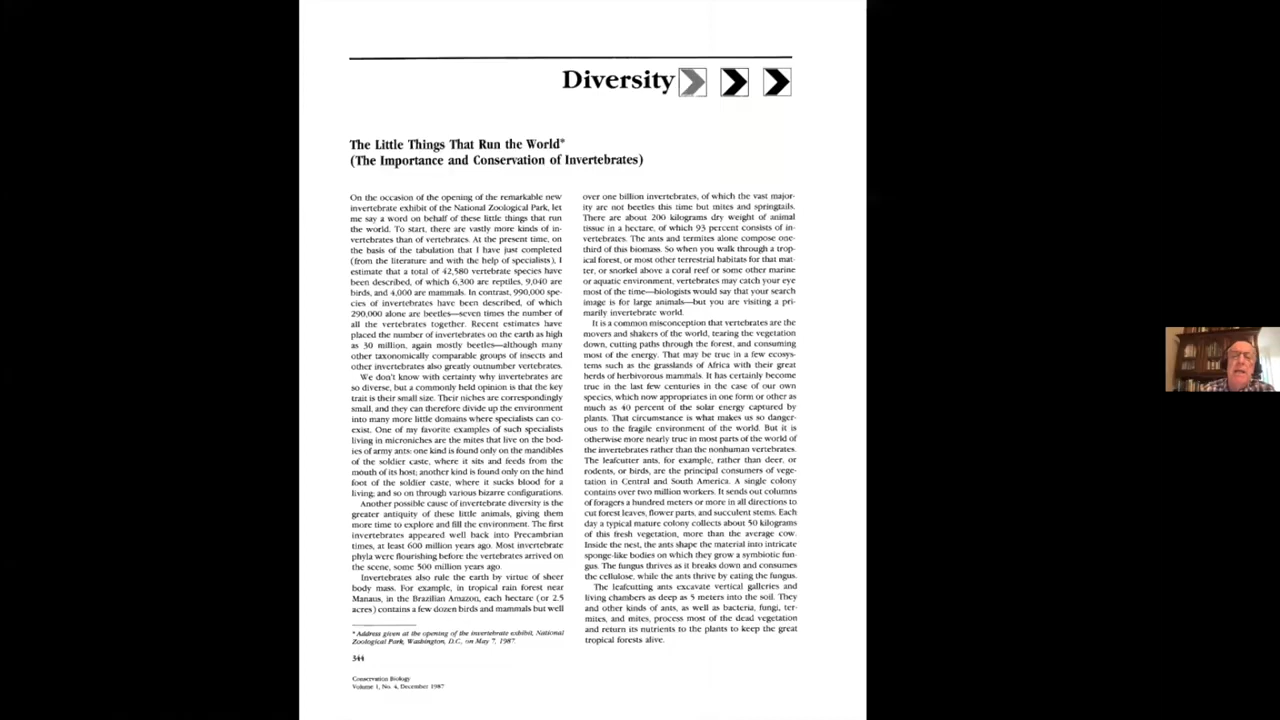 Diversity
The Little Things That Run the World*
(The Importance and Conservation of Invertebrates)
On the occasion of the opening of the remarkable new
invertebrate exhibit of the National Zoological Park, let
me say a word on behalf of these little things that run
the world. To start, there are vastly more kinds of in-
vertebrates than of vertebrates. At the present time, on
the basis of the tabulation that I have just completed
(from the literature and with the help of specialists), I
estimate that a total of 42,580 vertebrate species have
been described, of which 6,300 are reptiles, 9,040 are
birds, and 4,000 are mammals. In contrast, 990,000 spe-
cies of invertebrates have been described, of which
290,000 alone are beetles—seven times the number of
all the vertebrates together. Recent estimates have
placed the number of invertebrates on the earth as high
as 30 million, again mostly beetles—although many
other taxonomically comparable groups of insects and
other invertebrates also greatly outnumber vertebrates.
We don't know with certainty why invertebrates are
so diverse, but a commonly held opinion is that the key
trait is their small size. Their niches are correspondingly
small, and they can therefore divide up the environment
into many more little domains where specialists can co-
exist. One of my favorite examples of such specialists
living in microniches are the mites that live on the bod-
ies of army ants: one kind is found only on the mandibles
of the soldier caste, where it sits and feeds from the
mouth of its host; another kind is found only on the hind
foot of the soldier caste, where it sucks blood for a
living; and so on through various bizarre configurations.
Another possible cause of invertebrate diversity is the
greater antiquity of these little animals, giving them
more time to explore and fill the environment. The first
invertebrates appeared well back into Precambrian
times, at least 600 million years ago. Most invertebrate
phyla were flourishing before the vertebrates arrived on
the scene, some 500 million years ago.
Invertebrates also rule the earth by virtue of sheer
body mass. For example, in tropical rain forest near
Manaus, in the Brazilian Amazon, each hectare (or 2.5
acres) contains a few dozen birds and mammals but well
* Address given at the opening of the invertebrate exhibit, National
Zoological Park, Washington, D.C., on May 7, 1987.
344
Conservation Biology
Volume 1, No. 4, December 1987
over one billion invertebrates, of which the vast major-
ity are not beetles this time but mites and springtails.
There are about 200 kilograms dry weight of animal
tissue in a hectare, of which 93 percent consists of in-
vertebrates. The ants and termites alone compose one-
third of this biomass. So when you walk through a trop-
ical forest, or most other terrestrial habitats for that mat-
ter, or snorkel above a coral reef or some other marine
or aquatic environment, vertebrates may catch your eye
most of the time—biologists would say that your search
image is for large animals—but you are visiting a pri-
marily invertebrate world.
It is a common misconception that vertebrates are the
movers and shakers of the world, tearing the vegetation
down, cutting paths through the forest, and consuming
most of the energy. That may be true in a few ecosys-
tems such as the grasslands of Africa with their great
herds of herbivorous mammals. It has certainly become
true in the last few centuries in the case of our own
species, which now appropriates in one form or other as
much as 40 percent of the solar energy captured by
plants. That circumstance is what makes us so danger-
ous to the fragile environment of the world. But it is
otherwise more nearly true in most parts of the world of
the invertebrates rather than the nonhuman vertebrates.
The leafcutter ants, for example, rather than deer, or
rodents, or birds, are the principal consumers of vege-
tation in Central and South America. A single colony
contains over two million workers. It sends out columns
of foragers a hundred meters or more in all directions to
cut forest leaves, flower parts, and succulent stems. Each
day a typical mature colony collects about 50 kilograms
of this fresh vegetation, more than the average cow.
Inside the nest, the ants shape the material into intricate
sponge-like bodies on which they grow a symbiotic fun-
gus. The fungus thrives as it breaks down and consumes
the cellulose, while the ants thrive by eating the fungus.
The leafcutting ants excavate vertical galleries and
living chambers as deep as 5 meters into the soil. They
and other kinds of ants, as well as bacteria, fungi, ter-
mites, and mites, process most of the dead vegetation
and return its nutrients to the plants to keep the great
tropical forests alive.